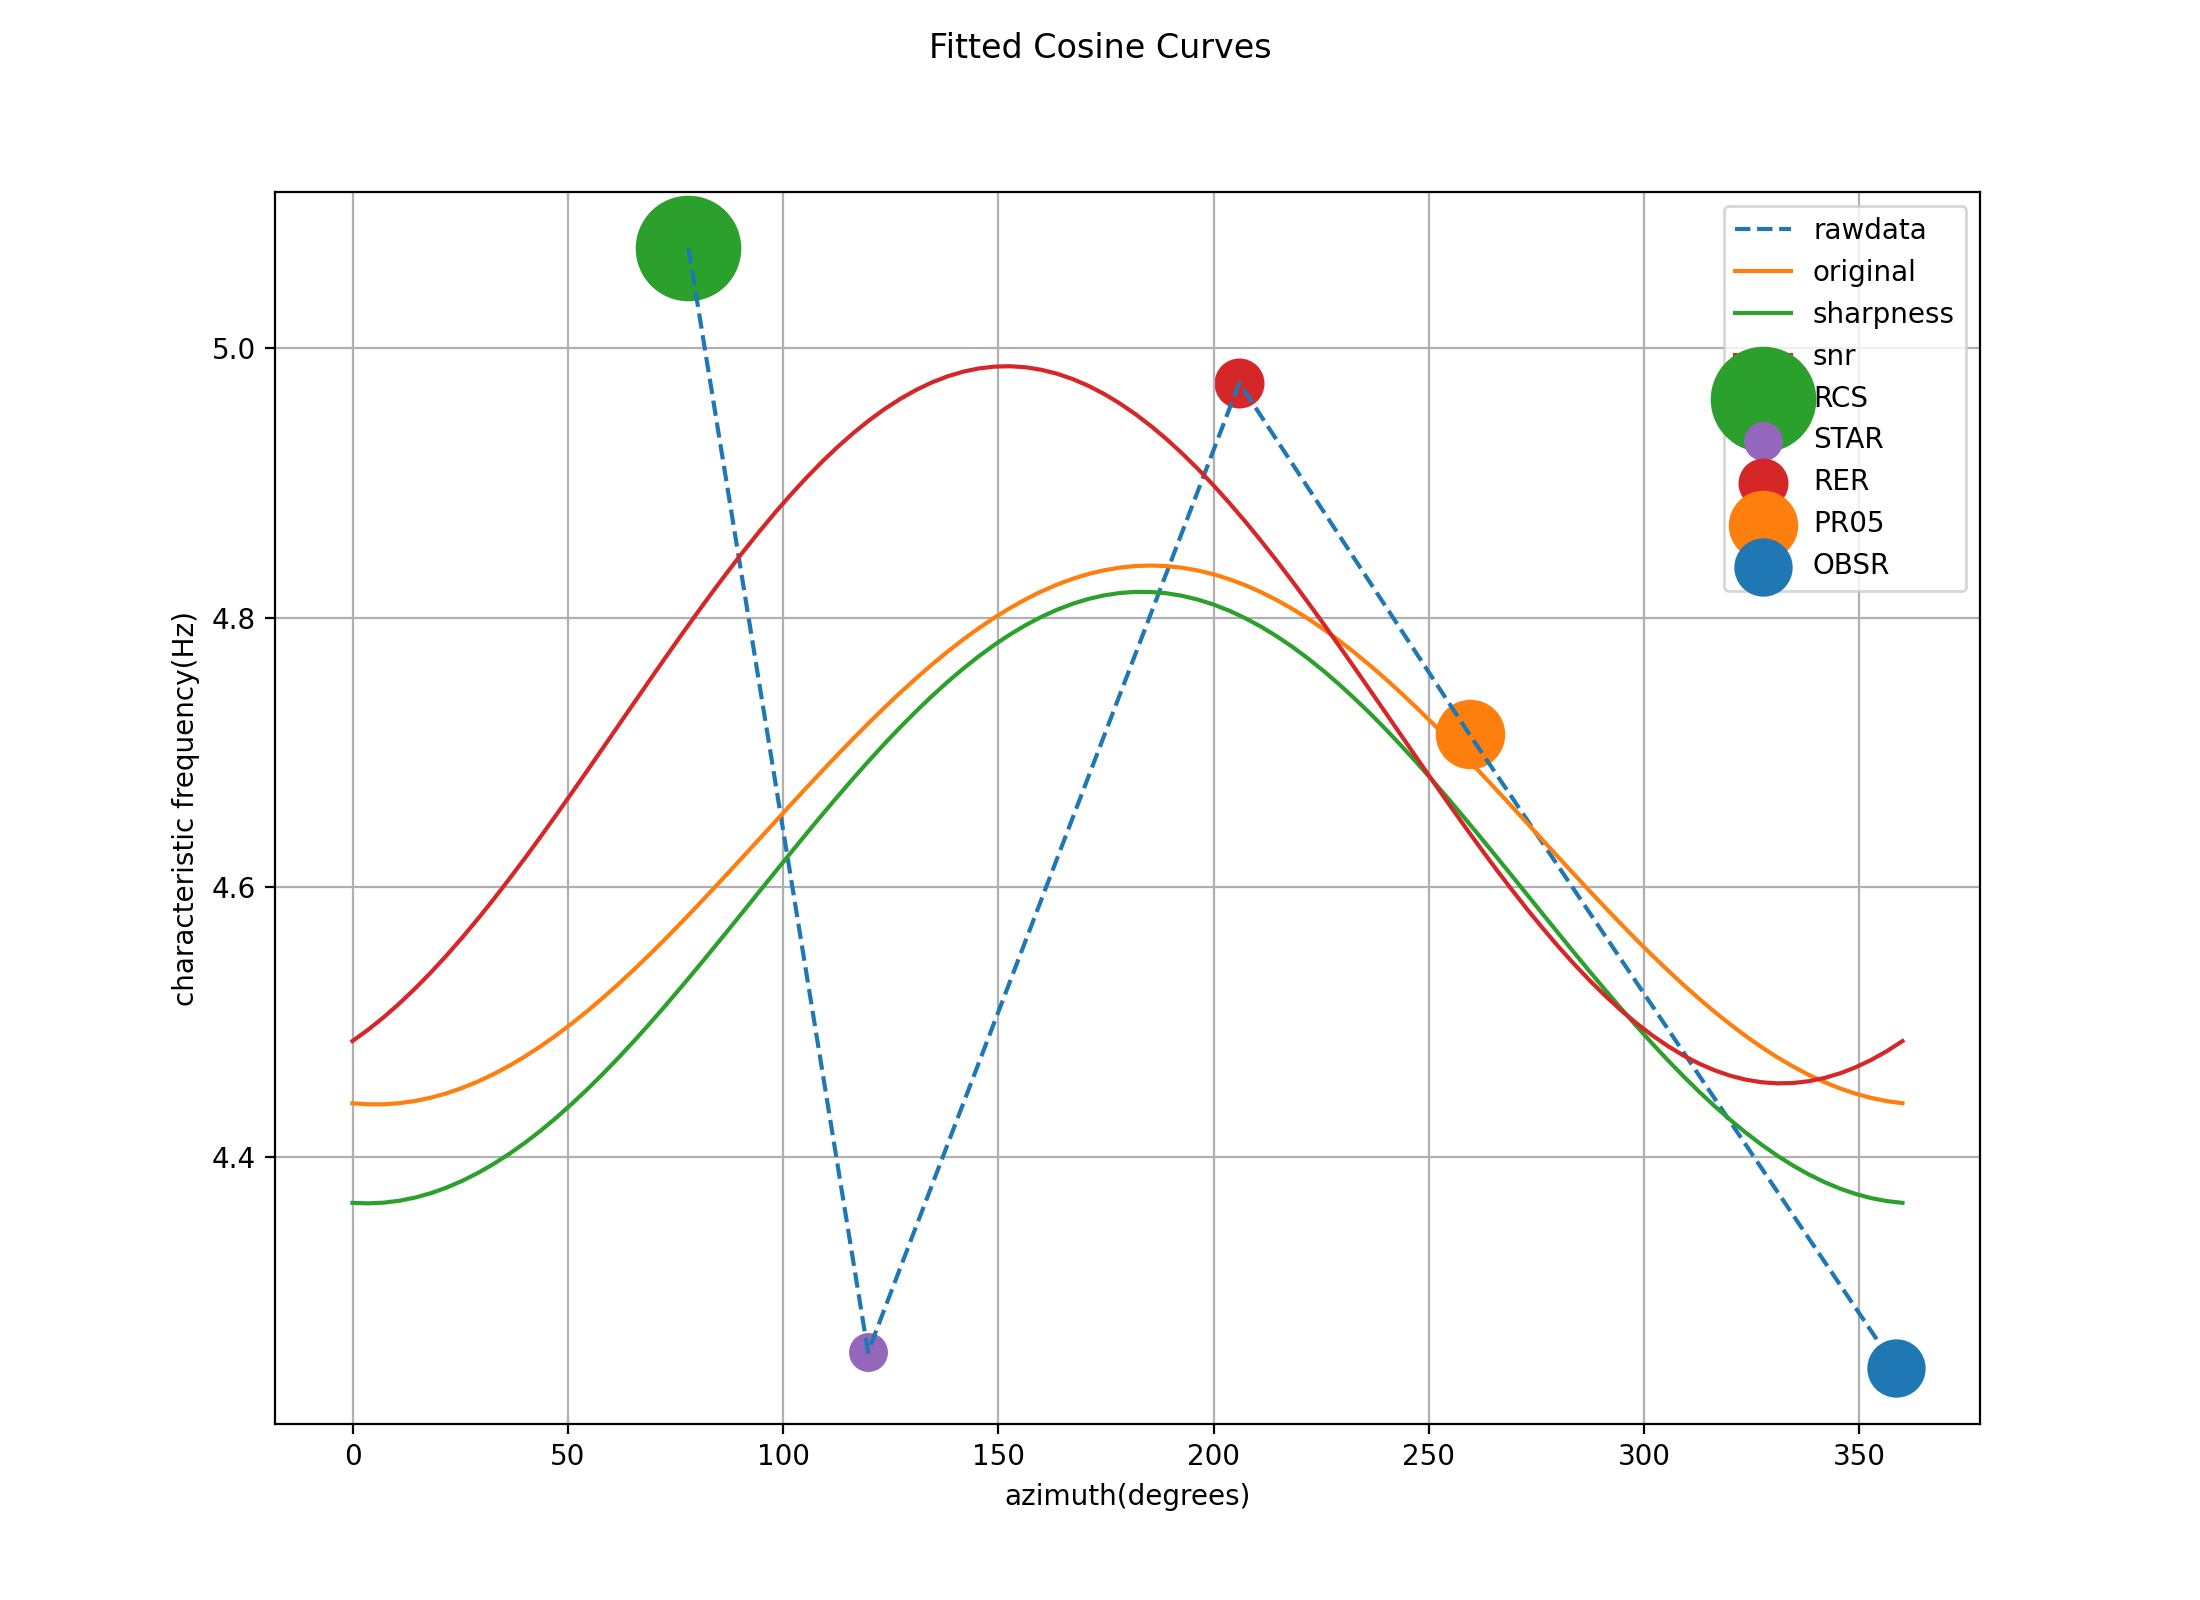 Fitted Cosine Curves
rawdata
original
sharpness
snr
RCS
STAR
RER
PR05
OBSR
5.0
4.8
4.6
4.4
characteristic frequency(Hz)
0 50 100 150 200 250 300 350
azimuth(degrees)